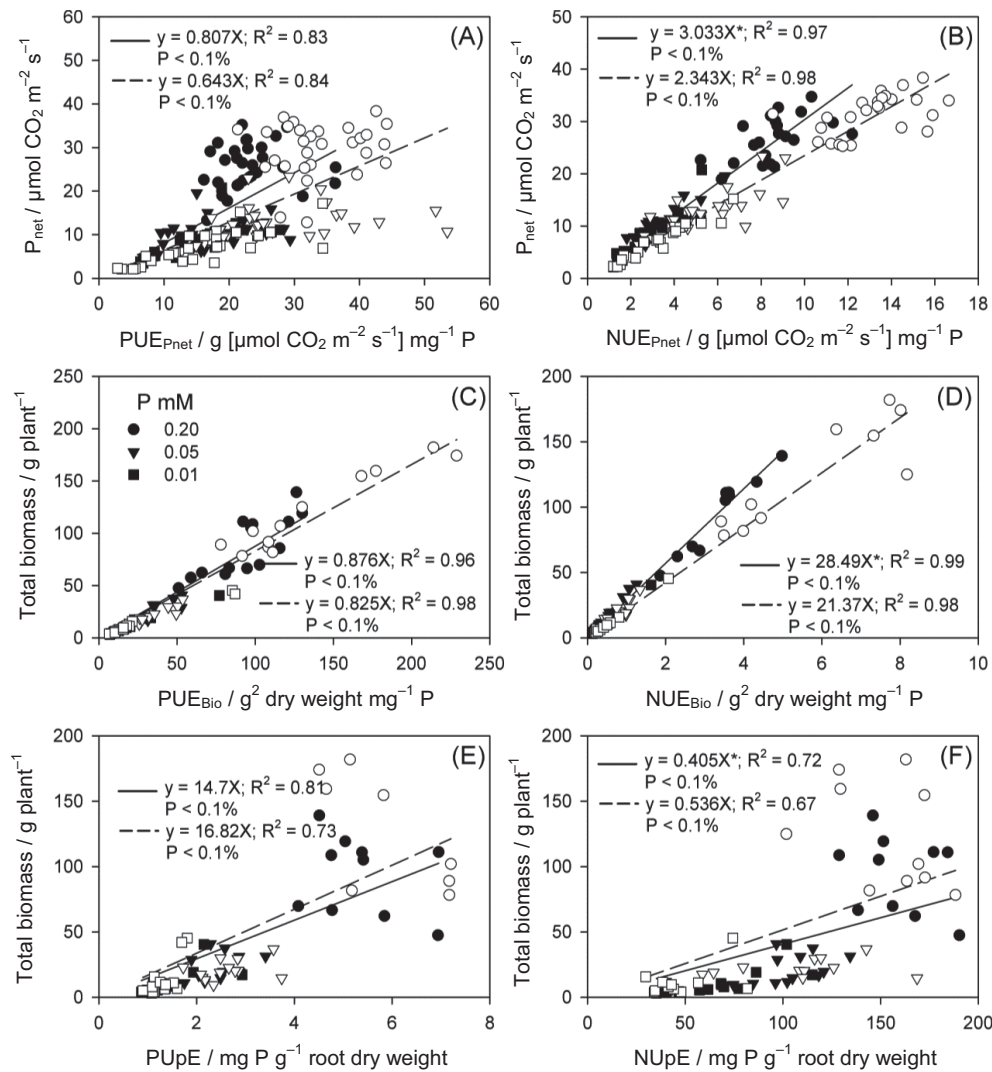 (A)
y = 0.807X; R² = 0.83
P < 0.1%
y = 0.643X; R² = 0.84
P < 0.1%
P_net / µmol CO₂ m⁻² s⁻¹
60
50
40
30
20
10
0
0 10 20 30 40 50 60
PUE_Pnet / g [µmol CO₂ m⁻² s⁻¹] mg⁻¹ P
(B)
y = 3.033X*; R² = 0.97
P < 0.1%
y = 2.343X; R² = 0.98
P < 0.1%
P_net / µmol CO₂ m⁻² s⁻¹
50
40
30
20
10
0
0 2 4 6 8 10 12 14 16 18
NUE_Pnet / g [µmol CO₂ m⁻² s⁻¹] mg⁻¹ P
(C)
P mM
0.20
0.05
0.01
y = 0.876X; R² = 0.96
P < 0.1%
y = 0.825X; R² = 0.98
P < 0.1%
Total biomass / g plant⁻¹
250
200
150
100
50
0
0 50 100 150 200 250
PUE_Bio / g² dry weight mg⁻¹ P
(D)
y = 28.49X*; R² = 0.99
P < 0.1%
y = 21.37X; R² = 0.98
P < 0.1%
Total biomass / g plant⁻¹
200
150
100
50
0
0 2 4 6 8 10
NUE_Bio / g² dry weight mg⁻¹ P
(E)
y = 14.7X; R² = 0.81
P < 0.1%
y = 16.82X; R² = 0.73
P < 0.1%
Total biomass / g plant⁻¹
200
150
100
50
0
0 2 4 6 8
PUpE / mg P g⁻¹ root dry weight
(F)
y = 0.405X*; R² = 0.72
P < 0.1%
y = 0.536X; R² = 0.67
P < 0.1%
Total biomass / g plant⁻¹
200
150
100
50
0
0 50 100 150 200
NUpE / mg P g⁻¹ root dry weight